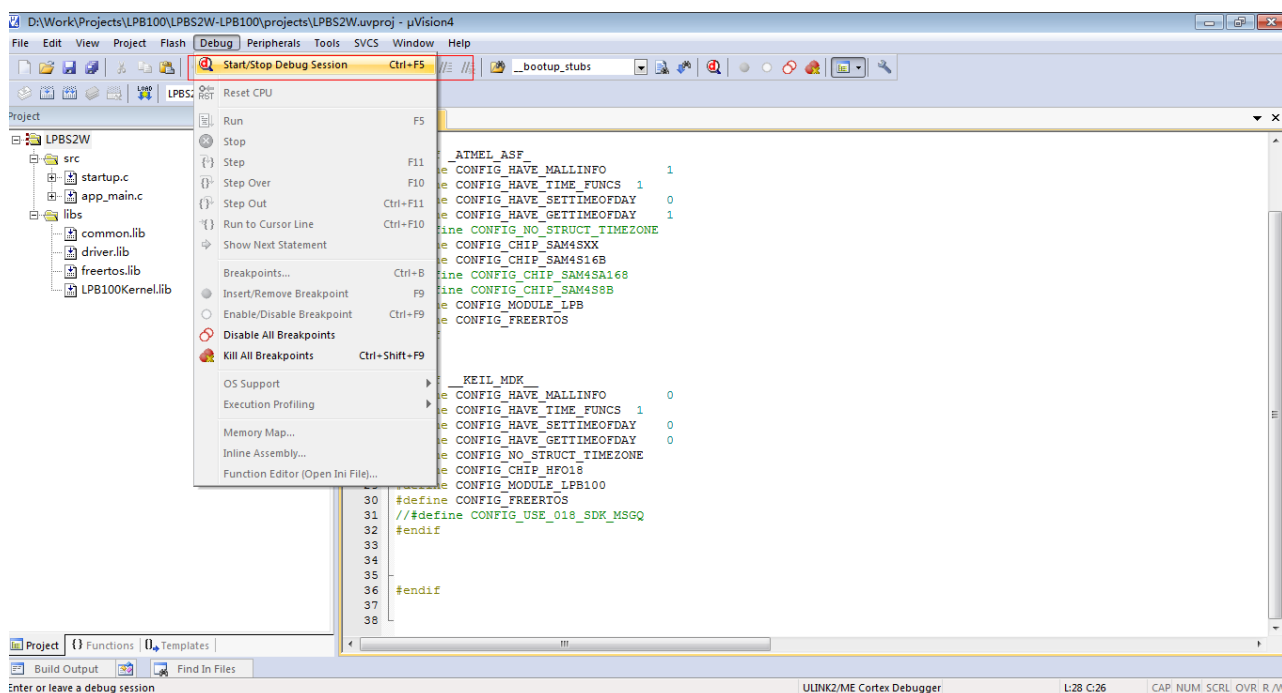 D:\Work\Projects\LPB100\LPBS2W-LPB100\projects\LPBS2W.uvproj - µVision4
File Edit View Project Flash Debug Peripherals Tools SVCS Window Help
Start/Stop Debug Session Ctrl+F5
__bootup_stubs
LOAD
RST Reset CPU
Project
Run F5
Stop
Step F11
Step Over F10
Step Out Ctrl+F11
Run to Cursor Line Ctrl+F10
Show Next Statement
Breakpoints... Ctrl+B
Insert/Remove Breakpoint F9
Enable/Disable Breakpoint Ctrl+F9
Disable All Breakpoints
Kill All Breakpoints Ctrl+Shift+F9
OS Support
Execution Profiling
Memory Map...
Inline Assembly...
Function Editor (Open Ini File)...
LPBS2W
src
startup.c
app_main.c
libs
common.lib
driver.lib
freertos.lib
LPB100Kernel.lib
_ATMEL_ASF_
CONFIG_HAVE_MALLINFO 1
CONFIG_HAVE_TIME_FUNCS 1
CONFIG_HAVE_SETTIMEOFDAY 0
CONFIG_HAVE_GETTIMEOFDAY 1
CONFIG_NO_STRUCT_TIMEZONE
CONFIG_CHIP_SAM4SXX
CONFIG_CHIP_SAM4S16B
CONFIG_CHIP_SAM4SA16B
CONFIG_CHIP_SAM4S8B
CONFIG_MODULE_LPB
CONFIG_FREERTOS
__KEIL_MDK__
CONFIG_HAVE_MALLINFO 0
CONFIG_HAVE_TIME_FUNCS 1
CONFIG_HAVE_SETTIMEOFDAY 0
CONFIG_HAVE_GETTIMEOFDAY 0
CONFIG_NO_STRUCT_TIMEZONE
CONFIG_CHIP_HFO18
CONFIG_MODULE_LPB100
30 #define CONFIG_FREERTOS
31 //#define CONFIG_USE_018_SDK_MSGQ
32 #endif
33
34
35
36 #endif
37
38
Project Functions Templates
Build Output Find In Files
Enter or leave a debug session ULINK2/ME Cortex Debugger L:28 C:26 CAP NUM SCRL OVR